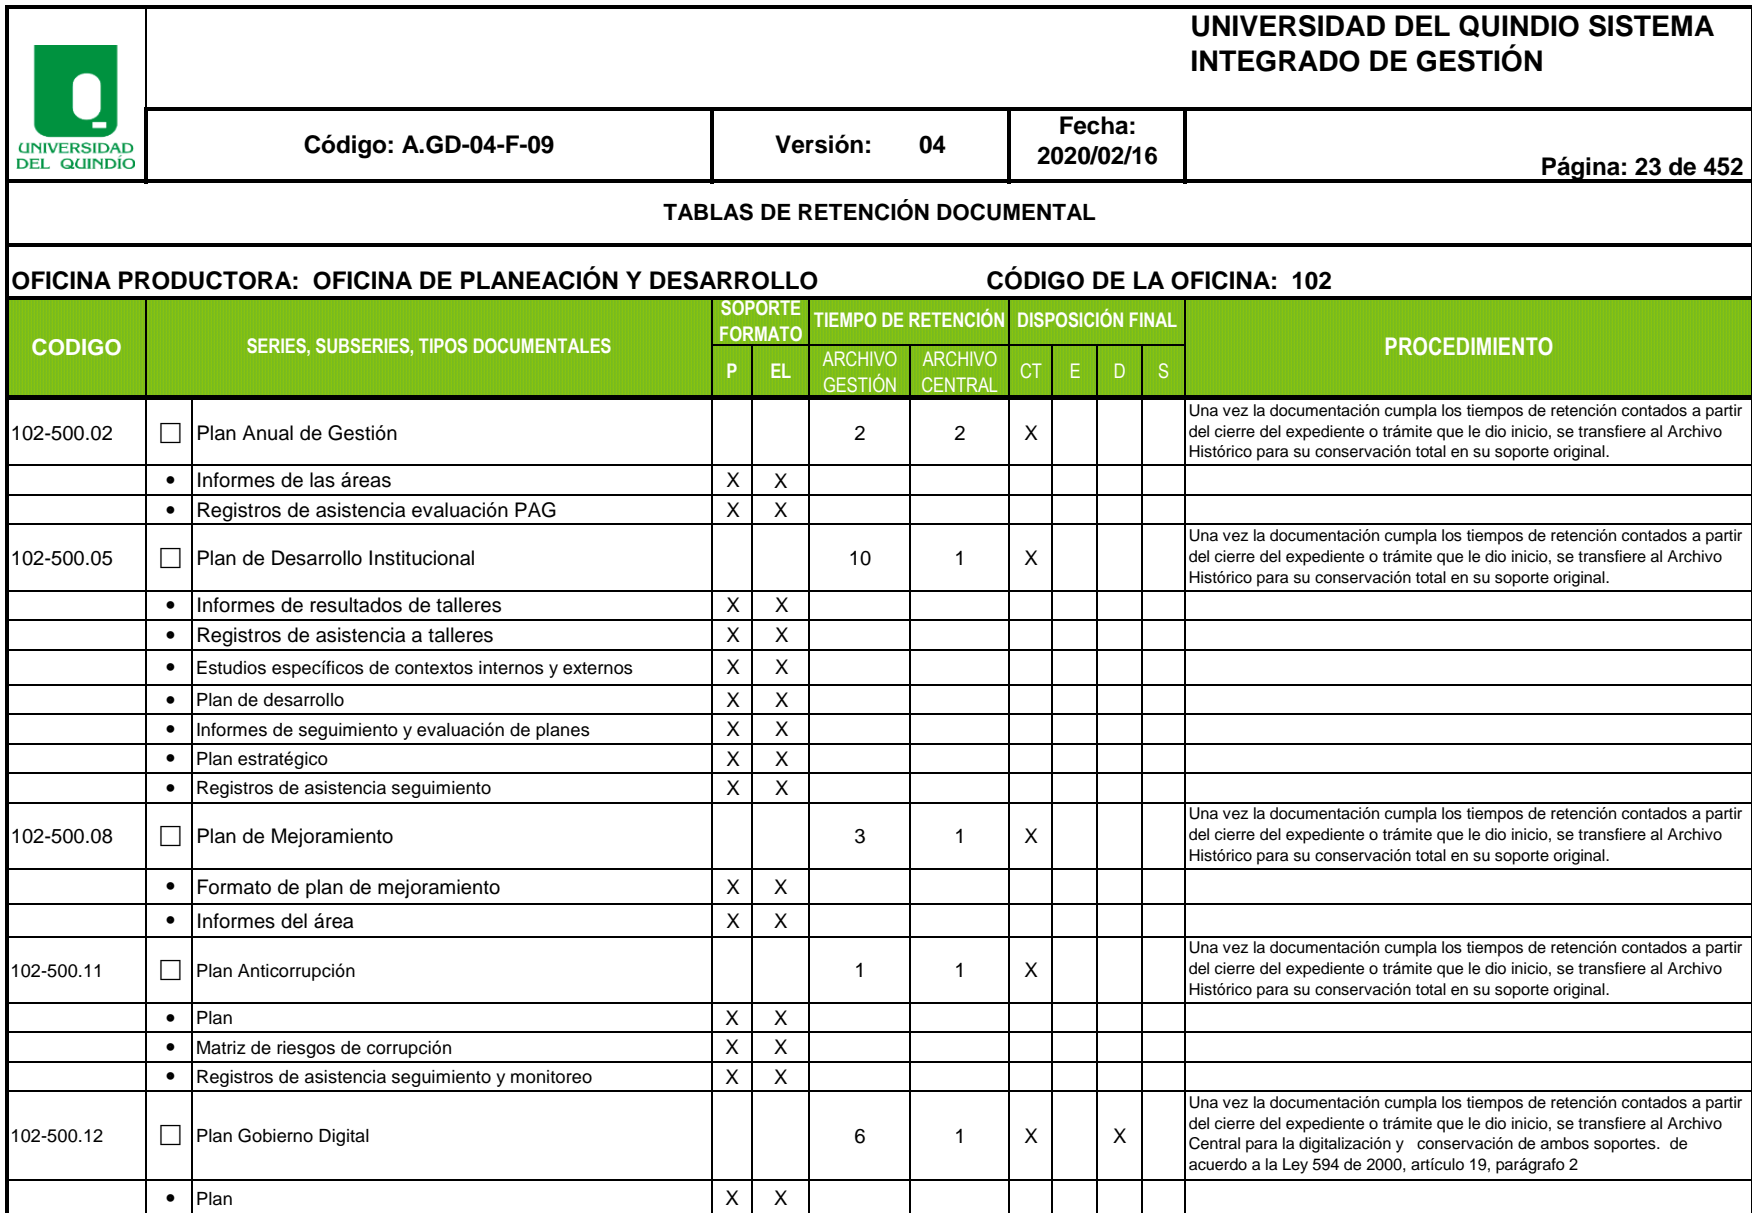 UNIVERSIDAD
DEL QUINDÍO
UNIVERSIDAD DEL QUINDIO SISTEMA
INTEGRADO DE GESTIÓN
Código: A.GD-04-F-09
Versión: 04
Fecha:
2020/02/16
Página: 23 de 452
TABLAS DE RETENCIÓN DOCUMENTAL
OFICINA PRODUCTORA: OFICINA DE PLANEACIÓN Y DESARROLLO CÓDIGO DE LA OFICINA: 102
CODIGO
SERIES, SUBSERIES, TIPOS DOCUMENTALES
SOPORTE
FORMATO
TIEMPO DE RETENCIÓN
DISPOSICIÓN FINAL
PROCEDIMIENTO
P EL
ARCHIVO
GESTIÓN
ARCHIVO
CENTRAL
CT E D S
102-500.02 □ Plan Anual de Gestión 2 2 X
Una vez la documentación cumpla los tiempos de retención contados a partir
del cierre del expediente o trámite que le dio inicio, se transfiere al Archivo
Histórico para su conservación total en su soporte original.
• Informes de las áreas X X
• Registros de asistencia evaluación PAG X X
102-500.05 □ Plan de Desarrollo Institucional 10 1 X
Una vez la documentación cumpla los tiempos de retención contados a partir
del cierre del expediente o trámite que le dio inicio, se transfiere al Archivo
Histórico para su conservación total en su soporte original.
• Informes de resultados de talleres X X
• Registros de asistencia a talleres X X
• Estudios específicos de contextos internos y externos X X
• Plan de desarrollo X X
• Informes de seguimiento y evaluación de planes X X
• Plan estratégico X X
• Registros de asistencia seguimiento X X
102-500.08 □ Plan de Mejoramiento 3 1 X
Una vez la documentación cumpla los tiempos de retención contados a partir
del cierre del expediente o trámite que le dio inicio, se transfiere al Archivo
Histórico para su conservación total en su soporte original.
• Formato de plan de mejoramiento X X
• Informes del área X X
102-500.11 □ Plan Anticorrupción 1 1 X
Una vez la documentación cumpla los tiempos de retención contados a partir
del cierre del expediente o trámite que le dio inicio, se transfiere al Archivo
Histórico para su conservación total en su soporte original.
• Plan X X
• Matriz de riesgos de corrupción X X
• Registros de asistencia seguimiento y monitoreo X X
102-500.12 □ Plan Gobierno Digital 6 1 X X
Una vez la documentación cumpla los tiempos de retención contados a partir
del cierre del expediente o trámite que le dio inicio, se transfiere al Archivo
Central para la digitalización y conservación de ambos soportes. de
acuerdo a la Ley 594 de 2000, artículo 19, parágrafo 2
• Plan X X